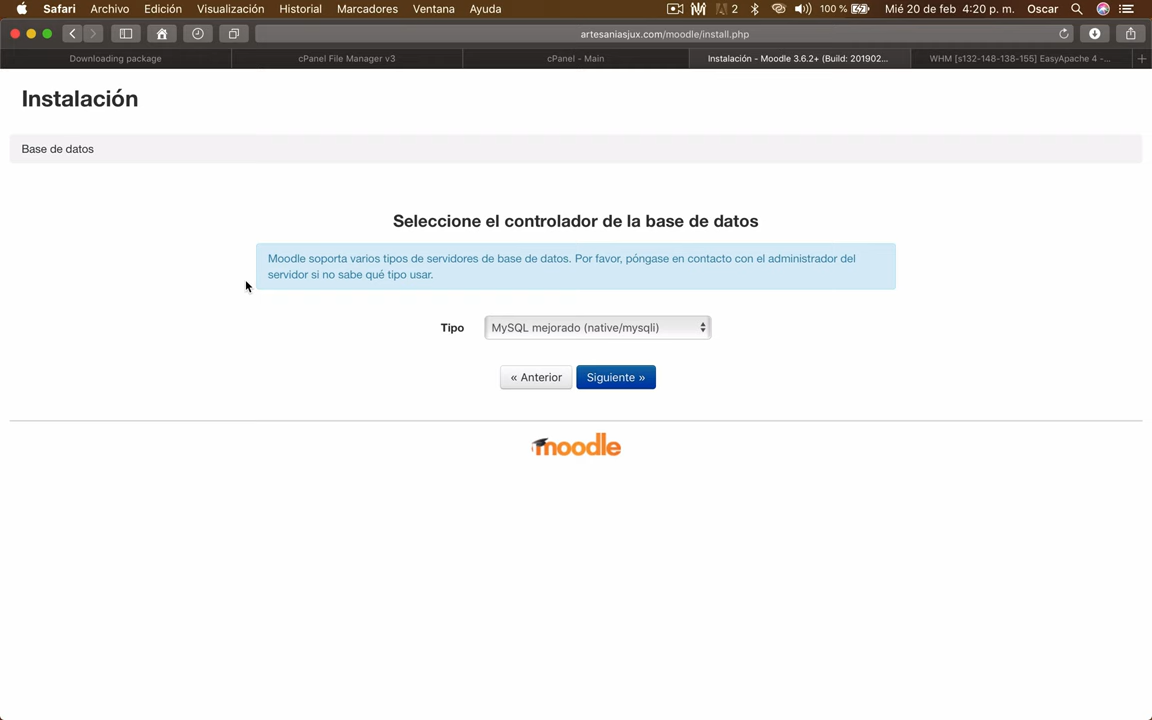 Safari Archivo Edición Visualización Historial Marcadores Ventana Ayuda 2 100 % Mié 20 de feb 4:20 p. m. Oscar
artesaniasjux.com/moodle/install.php
Downloading package cPanel File Manager v3 cPanel - Main Instalación - Moodle 3.6.2+ (Build: 201902... WHM [s132-148-138-155] EasyApache 4 -...
Instalación
Base de datos
Seleccione el controlador de la base de datos
Moodle soporta varios tipos de servidores de base de datos. Por favor, póngase en contacto con el administrador del
servidor si no sabe qué tipo usar.
Tipo MySQL mejorado (native/mysqli)
« Anterior Siguiente »
moodle